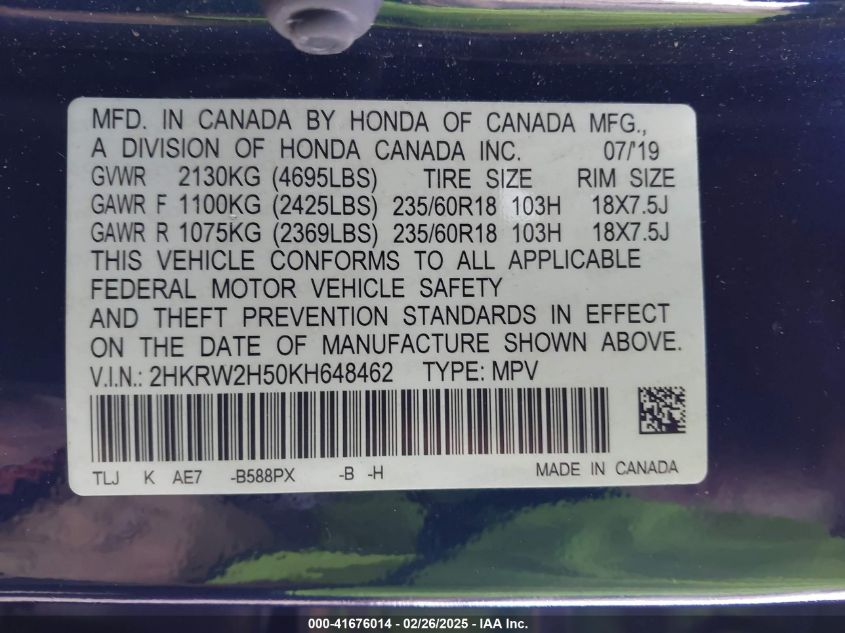 MFD. IN CANADA BY HONDA OF CANADA MFG.,
A DIVISION OF HONDA CANADA INC. 07/'19
GVWR 2130KG (4695LBS) TIRE SIZE RIM SIZE
GAWR F 1100KG (2425LBS) 235/60R18 103H 18X7.5J
GAWR R 1075KG (2369LBS) 235/60R18 103H 18X7.5J
THIS VEHICLE CONFORMS TO ALL APPLICABLE
FEDERAL MOTOR VEHICLE SAFETY
AND THEFT PREVENTION STANDARDS IN EFFECT
ON THE DATE OF MANUFACTURE SHOWN ABOVE.
V.I.N.: 2HKRW2H50KH648462 TYPE: MPV
TLJ K AE7 -B588PX -B -H MADE IN CANADA
000-41676014 - 02/26/2025 - IAA Inc.